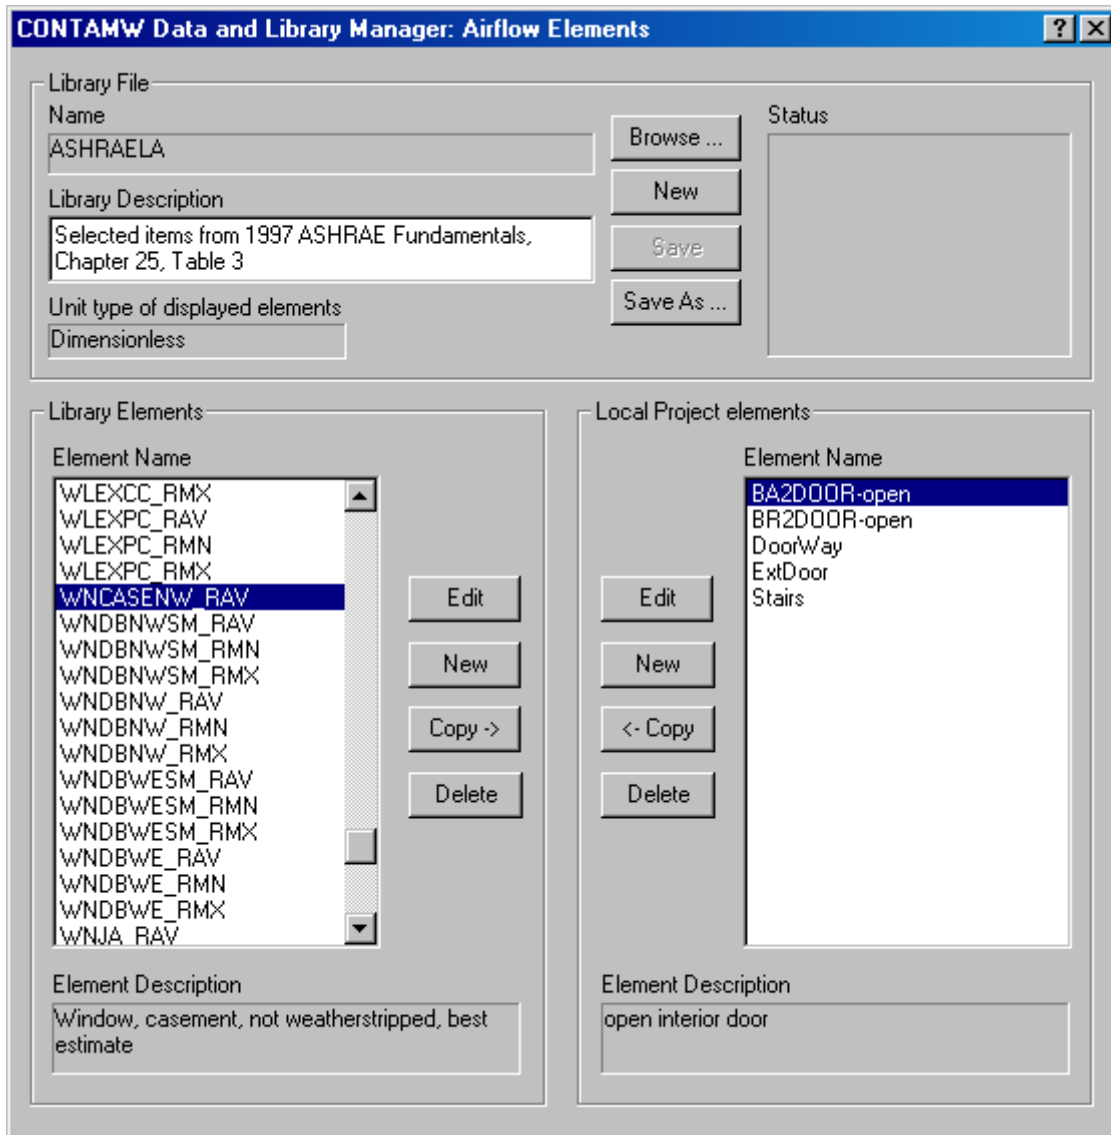 CONTAMW Data and Library Manager: Airflow Elements
Library File
Name
ASHRAELA
Browse ...
Status
New
Library Description
Selected items from 1997 ASHRAE Fundamentals,
Chapter 25, Table 3
Save
Save As ...
Unit type of displayed elements
Dimensionless
Library Elements
Element Name
WLEXCC_RMX
WLEXPC_RAV
WLEXPC_RMN
WLEXPC_RMX
WNCASENW_RAV
WNDBNWSM_RAV
WNDBNWSM_RMN
WNDBNWSM_RMX
WNDBNW_RAV
WNDBNW_RMN
WNDBNW_RMX
WNDBWESM_RAV
WNDBWESM_RMN
WNDBWESM_RMX
WNDBWE_RAV
WNDBWE_RMN
WNDBWE_RMX
WNJA_RAV
Edit
New
Copy ->
Delete
Element Description
Window, casement, not weatherstripped, best
estimate
Local Project elements
Element Name
BA2DOOR-open
BR2DOOR-open
DoorWay
ExtDoor
Stairs
Edit
New
<- Copy
Delete
Element Description
open interior door